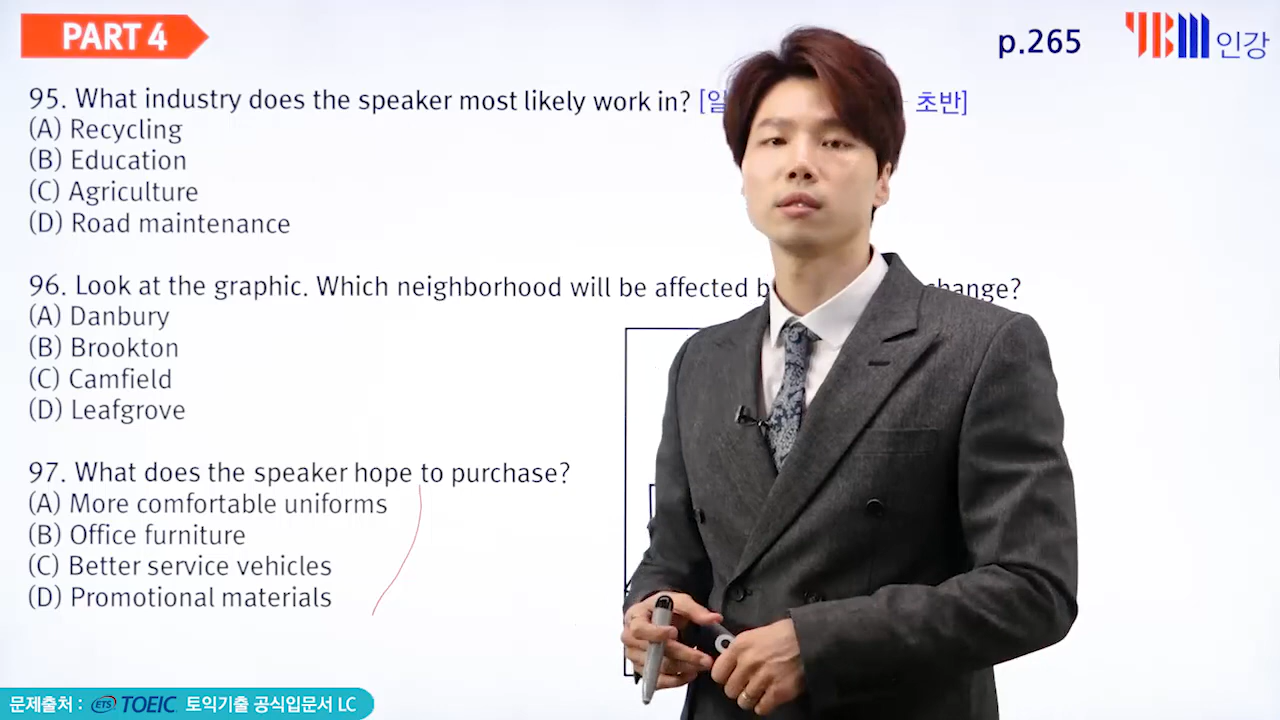 PART 4
p.265
YBM 인강
95. What industry does the speaker most likely work in? [일 초반]
(A) Recycling
(B) Education
(C) Agriculture
(D) Road maintenance
96. Look at the graphic. Which neighborhood will be affected change?
(A) Danbury
(B) Brookton
(C) Camfield
(D) Leafgrove
97. What does the speaker hope to purchase?
(A) More comfortable uniforms
(B) Office furniture
(C) Better service vehicles
(D) Promotional materials
문제출처 : ETS TOEIC 토익기출 공식입문서 LC